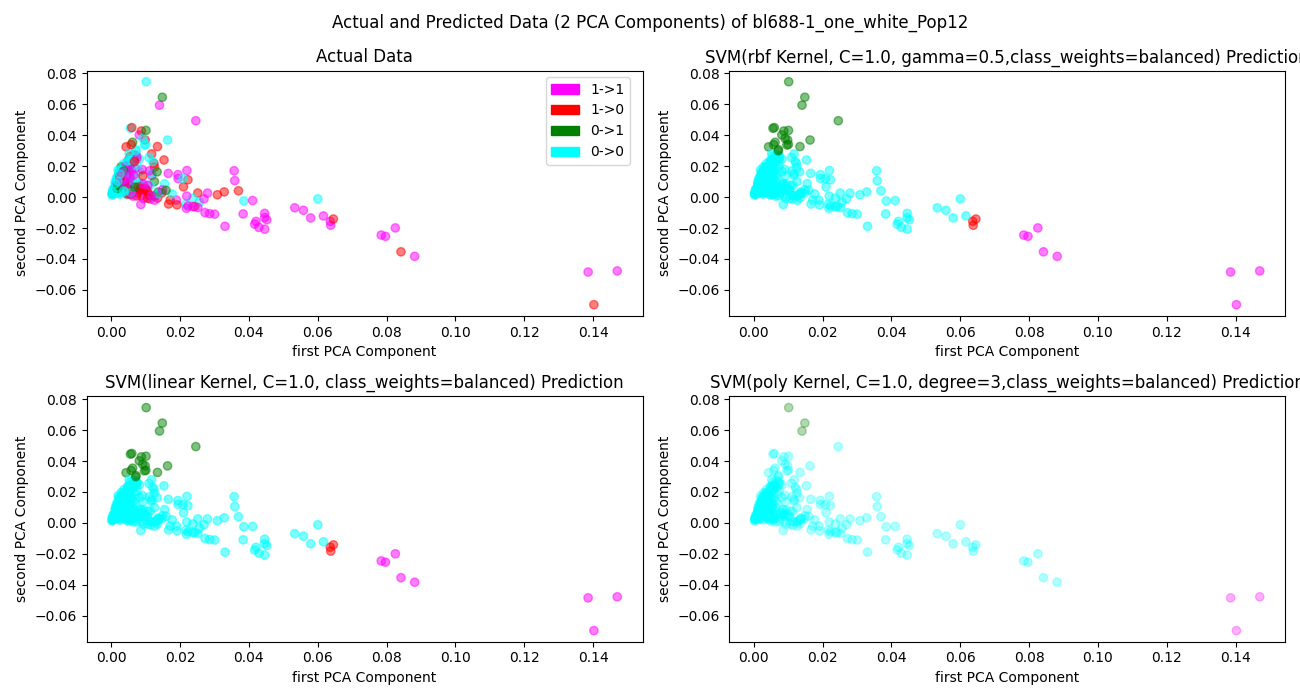 Actual and Predicted Data (2 PCA Components) of bl688-1_one_white_Pop12
Actual Data
0.08
0.06
0.04
0.02
0.00
−0.02
−0.04
−0.06
second PCA Component
1->1
1->0
0->1
0->0
0.00 0.02 0.04 0.06 0.08 0.10 0.12 0.14
first PCA Component
SVM(rbf Kernel, C=1.0, gamma=0.5,class_weights=balanced) Prediction
0.08
0.06
0.04
0.02
0.00
−0.02
−0.04
−0.06
second PCA Component
0.00 0.02 0.04 0.06 0.08 0.10 0.12 0.14
first PCA Component
SVM(linear Kernel, C=1.0, class_weights=balanced) Prediction
0.08
0.06
0.04
0.02
0.00
−0.02
−0.04
−0.06
second PCA Component
0.00 0.02 0.04 0.06 0.08 0.10 0.12 0.14
first PCA Component
SVM(poly Kernel, C=1.0, degree=3,class_weights=balanced) Prediction
0.08
0.06
0.04
0.02
0.00
−0.02
−0.04
−0.06
second PCA Component
0.00 0.02 0.04 0.06 0.08 0.10 0.12 0.14
first PCA Component